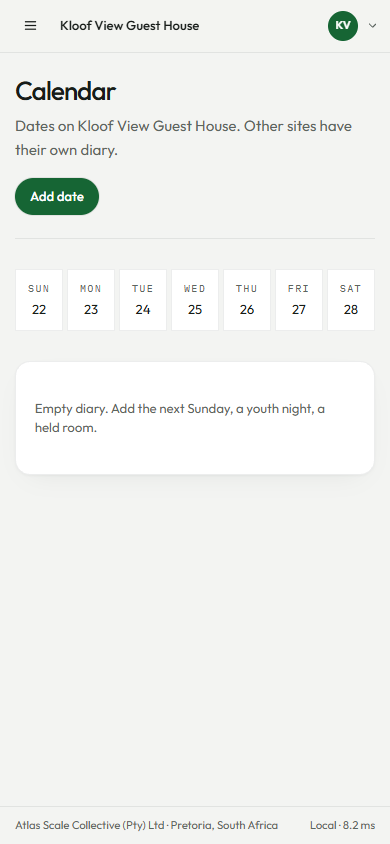 Kloof View Guest House
KV
Calendar
Dates on Kloof View Guest House. Other sites have
their own diary.
Add date
SUN MON TUE WED THU FRI SAT
22 23 24 25 26 27 28
Empty diary. Add the next Sunday, a youth night, a
held room.
Atlas Scale Collective (Pty) Ltd · Pretoria, South Africa
Local · 8.2 ms